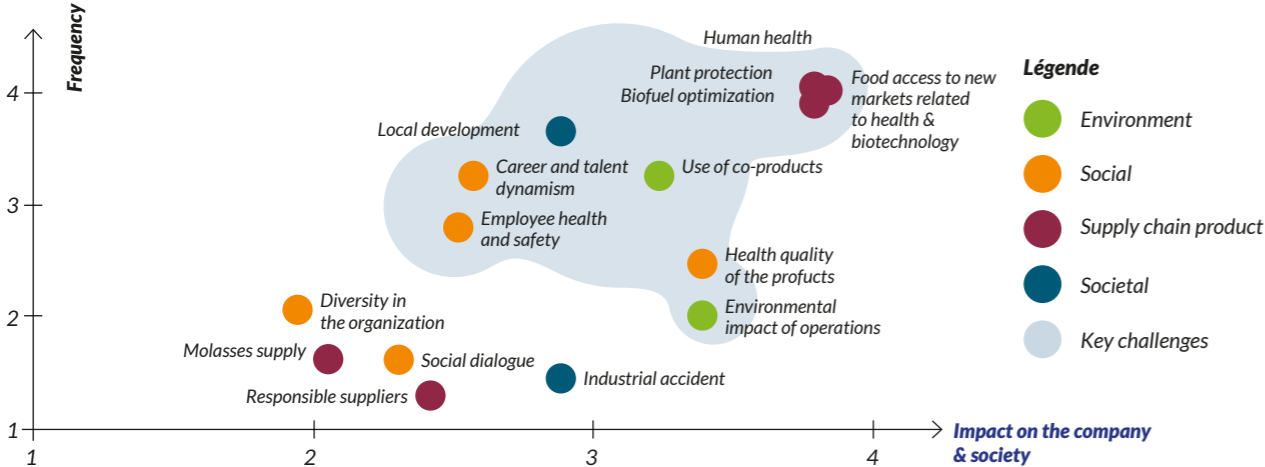 Frequency
4
3
2
1
1
2
3
4
Impact on the company
& society
Human health
Plant protection
Biofuel optimization
Food access to new
markets related
to health &
biotechnology
Local development
Career and talent
dynamism
Use of co-products
Employee health
and safety
Health quality
of the profucts
Environmental
impact of operations
Diversity in
the organization
Molasses supply
Social dialogue
Responsible suppliers
Industrial accident
Légende
Environment
Social
Supply chain product
Societal
Key challenges